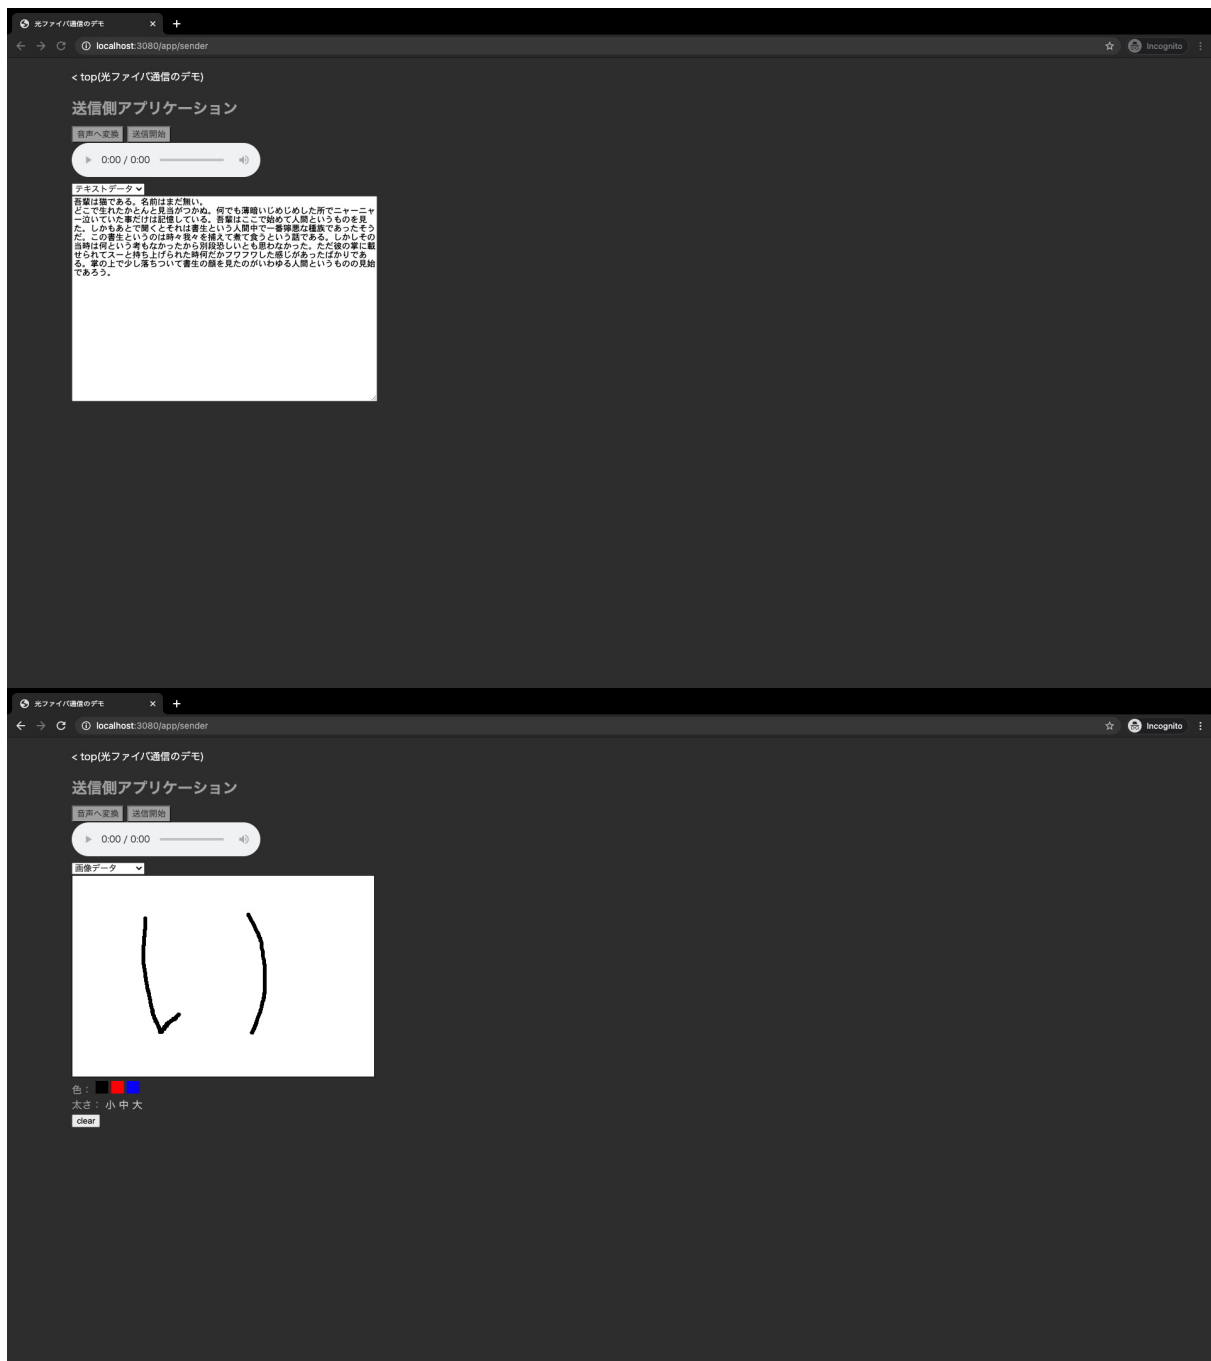 光ファイバ通信のデモ
localhost:3080/app/sender
Incognito
< top(光ファイバ通信のデモ)
送信側アプリケーション
音声へ変換 送信開始
0:00 / 0:00
テキストデータ
吾輩は猫である。名前はまだ無い。
どこで生れたかとんと見当がつかぬ。何でも薄暗いじめじめした所でニャーニャ
ー泣いていた事だけは記憶している。吾輩はここで始めて人間というものを見
た。しかもあとで聞くとそれは書生という人間中で一番獰悪な種族であったそう
だ。この書生というのは時々我々を捕えて煮て食うという話である。しかしその
当時は何という考もなかったから別段恐しいとも思わなかった。ただ彼の掌に載
せられてスーと持ち上げられた時何だかフワフワした感じがあったばかりであ
る。掌の上で少し落ちついて書生の顔を見たのがいわゆる人間というものの見始
であろう。
光ファイバ通信のデモ
localhost:3080/app/sender
Incognito
< top(光ファイバ通信のデモ)
送信側アプリケーション
音声へ変換 送信開始
0:00 / 0:00
画像データ
い
色：
太さ： 小 中 大
clear